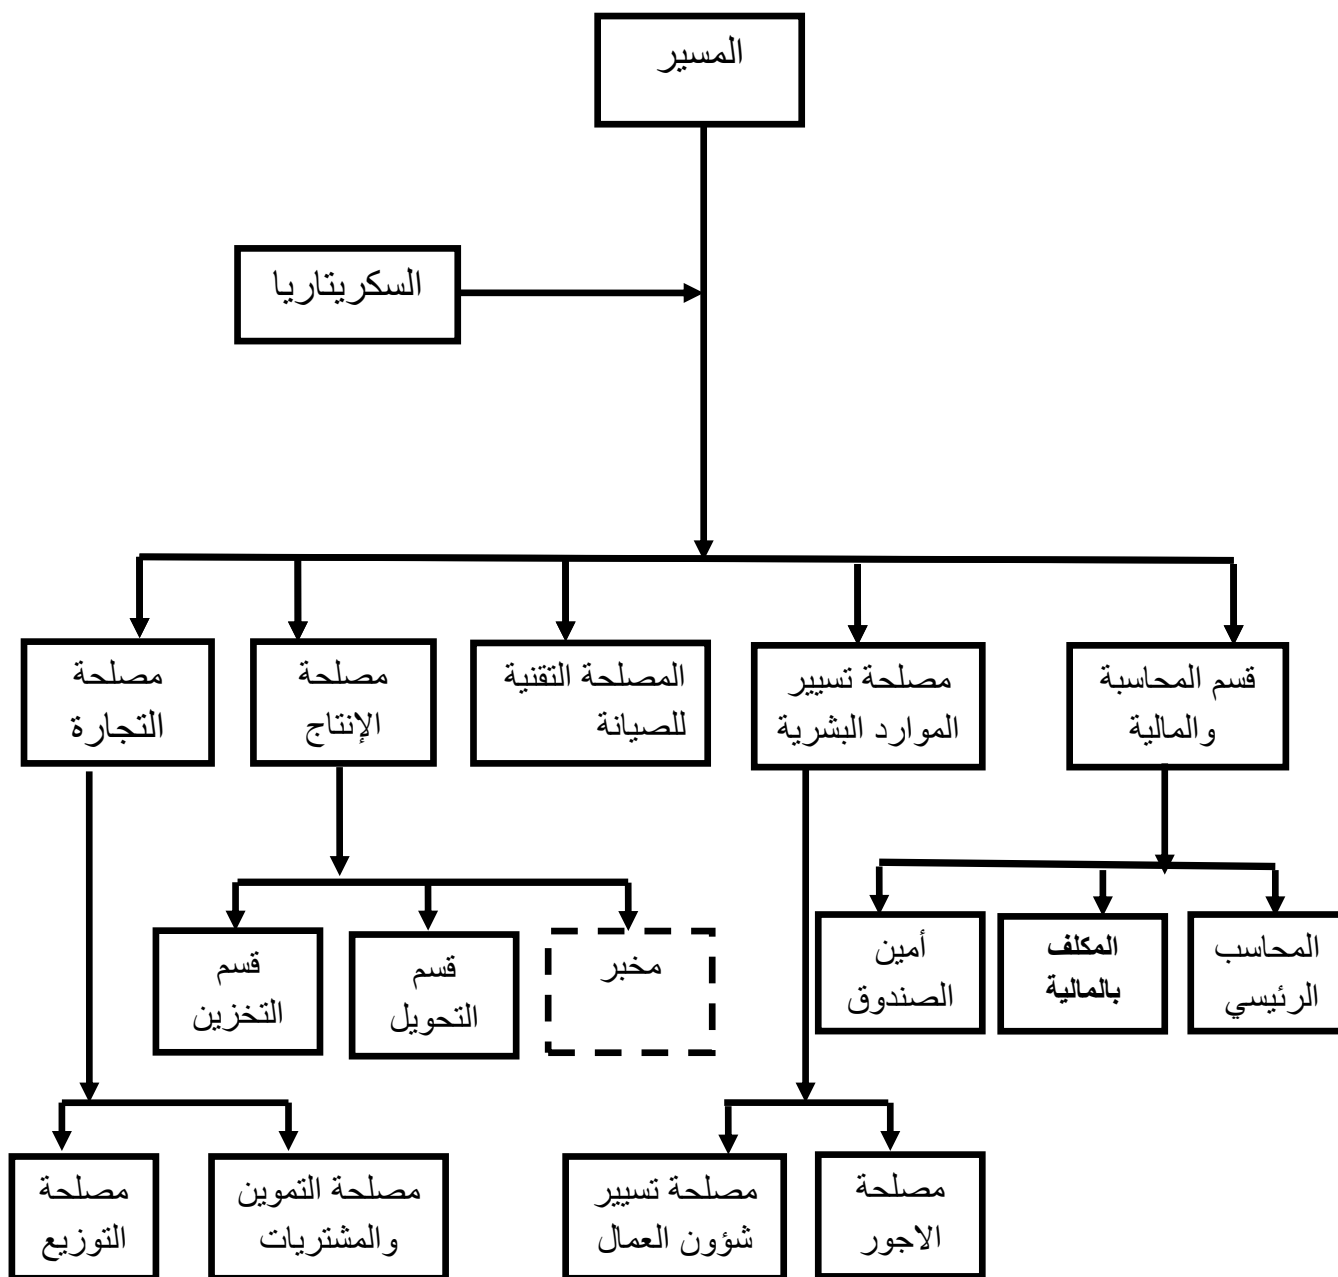 المسير
السكريتاريا
قسم المحاسبة
والمالية
مصلحة تسيير
الموارد البشرية
المصلحة التقنية
للصيانة
مصلحة
الإنتاج
مصلحة
التجارة
المحاسب
الرئيسي
المكلف
بالمالية
أمين
الصندوق
مخبر
قسم
التحويل
قسم
التخزين
مصلحة
الاجور
مصلحة تسيير
شؤون العمال
مصلحة التموين
والمشتريات
مصلحة
التوزيع